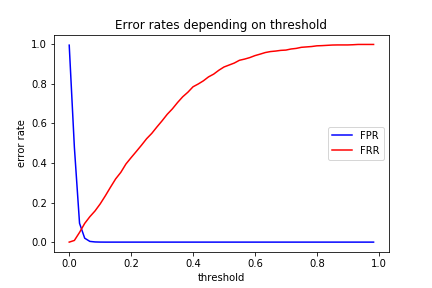 Error rates depending on threshold
1.0
0.8
0.6
0.4
0.2
0.0
error rate
FPR
FRR
0.0 0.2 0.4 0.6 0.8 1.0
threshold